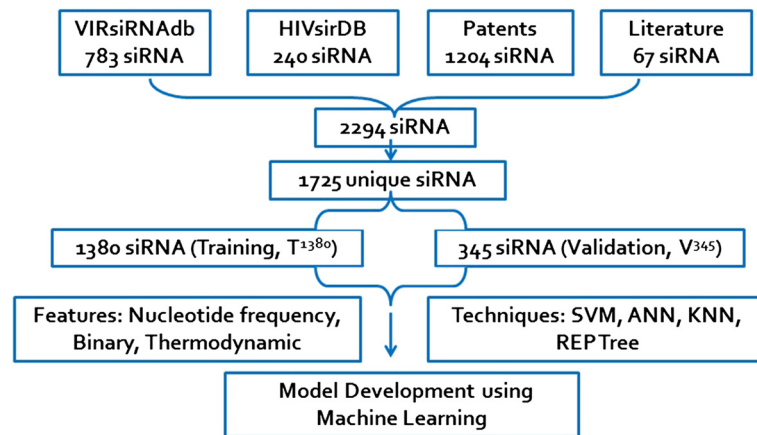 VIRsiRNAdb
783 siRNA
HIVsirDB
240 siRNA
Patents
1204 siRNA
Literature
67 siRNA
2294 siRNA
1725 unique siRNA
1380 siRNA (Training, T¹³⁸⁰)
345 siRNA (Validation, V³⁴⁵)
Features: Nucleotide frequency,
Binary, Thermodynamic
Techniques: SVM, ANN, KNN,
REP Tree
Model Development using
Machine Learning